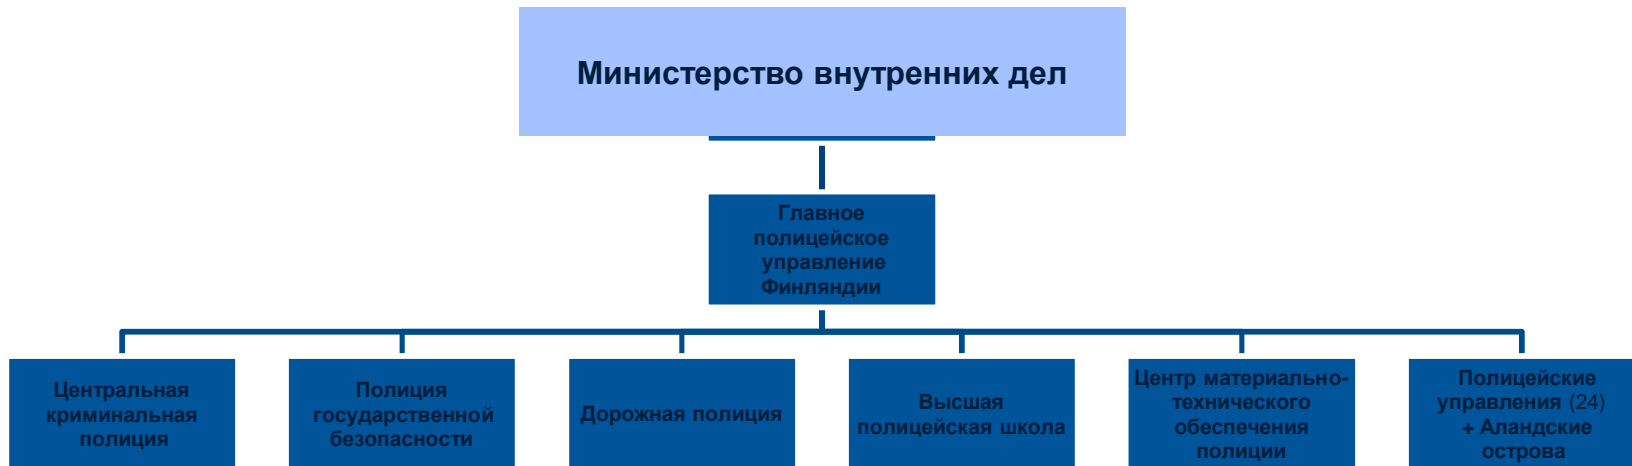 Министерство внутренних дел
Главное
полицейское
управление
Финляндии
Центральная
криминальная
полиция
Полиция
государственной
безопасности
Дорожная полиция
Высшая
полицейская школа
Центр материально-
технического
обеспечения
полиции
Полицейские
управления (24)
+ Аландские
острова